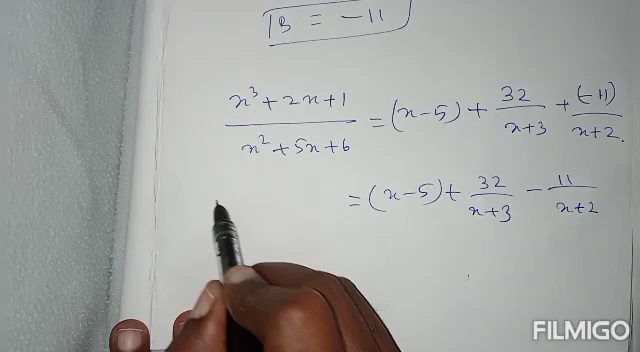 B = -11
x³ + 2x + 1 / x² + 5x + 6 = (x - 5) + 32 / x + 3 + (-11) / x + 2.
= (x - 5) + 32 / x + 3 - 11 / x + 2
FILMIGO